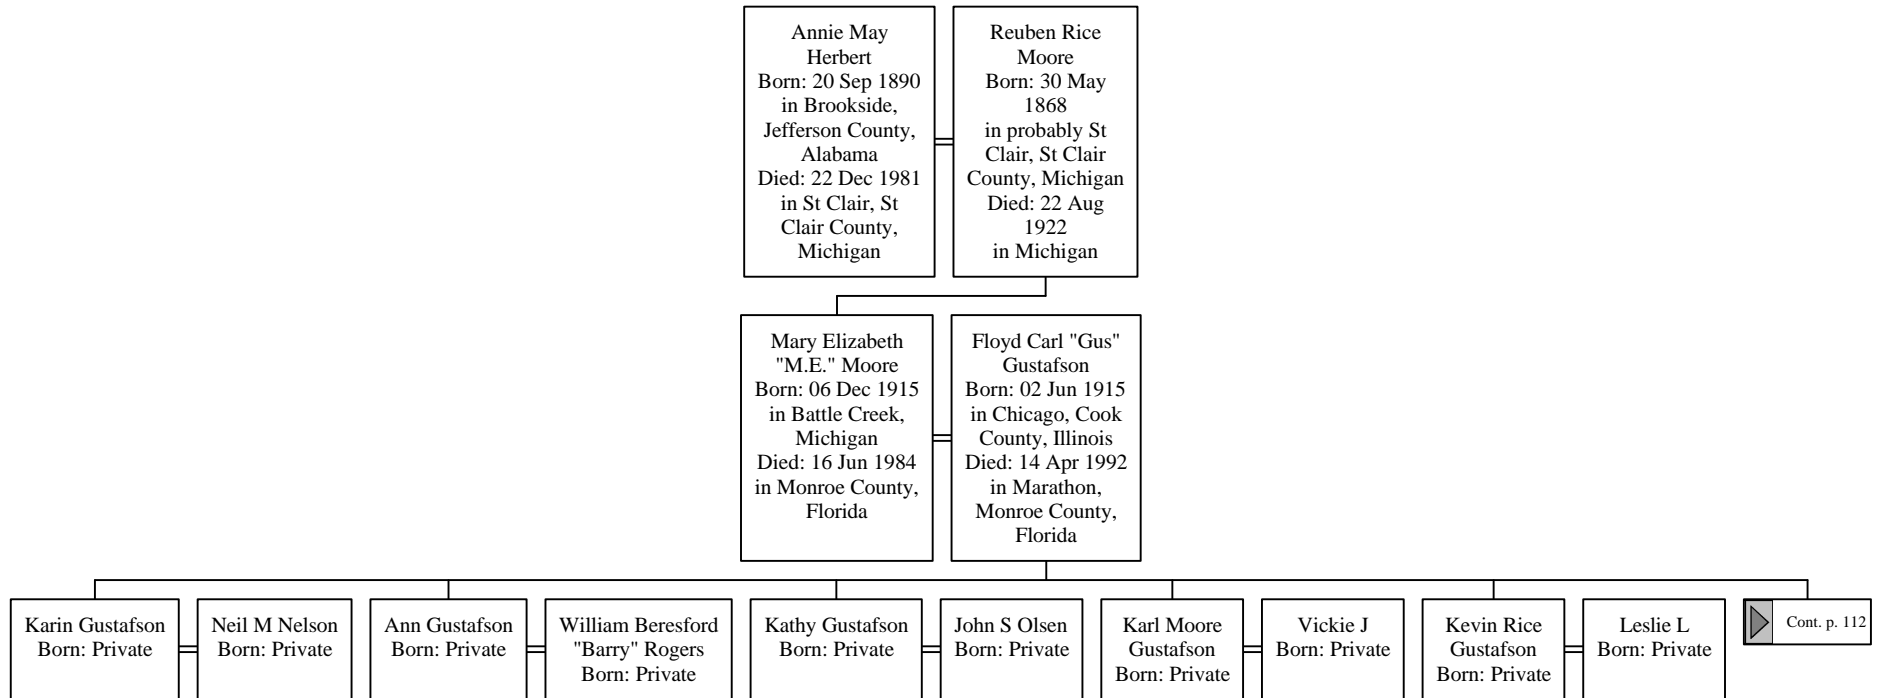 Annie May
Herbert
Born: 20 Sep 1890
in Brookside,
Jefferson County,
Alabama
Died: 22 Dec 1981
in St Clair, St
Clair County,
Michigan
Reuben Rice
Moore
Born: 30 May
1868
in probably St
Clair, St Clair
County, Michigan
Died: 22 Aug
1922
in Michigan
Mary Elizabeth
"M.E." Moore
Born: 06 Dec 1915
in Battle Creek,
Michigan
Died: 16 Jun 1984
in Monroe County,
Florida
Floyd Carl "Gus"
Gustafson
Born: 02 Jun 1915
in Chicago, Cook
County, Illinois
Died: 14 Apr 1992
in Marathon,
Monroe County,
Florida
Karin Gustafson
Born: Private
Neil M Nelson
Born: Private
Ann Gustafson
Born: Private
William Beresford
"Barry" Rogers
Born: Private
Kathy Gustafson
Born: Private
John S Olsen
Born: Private
Karl Moore
Gustafson
Born: Private
Vickie J
Born: Private
Kevin Rice
Gustafson
Born: Private
Leslie L
Born: Private
Cont. p. 112